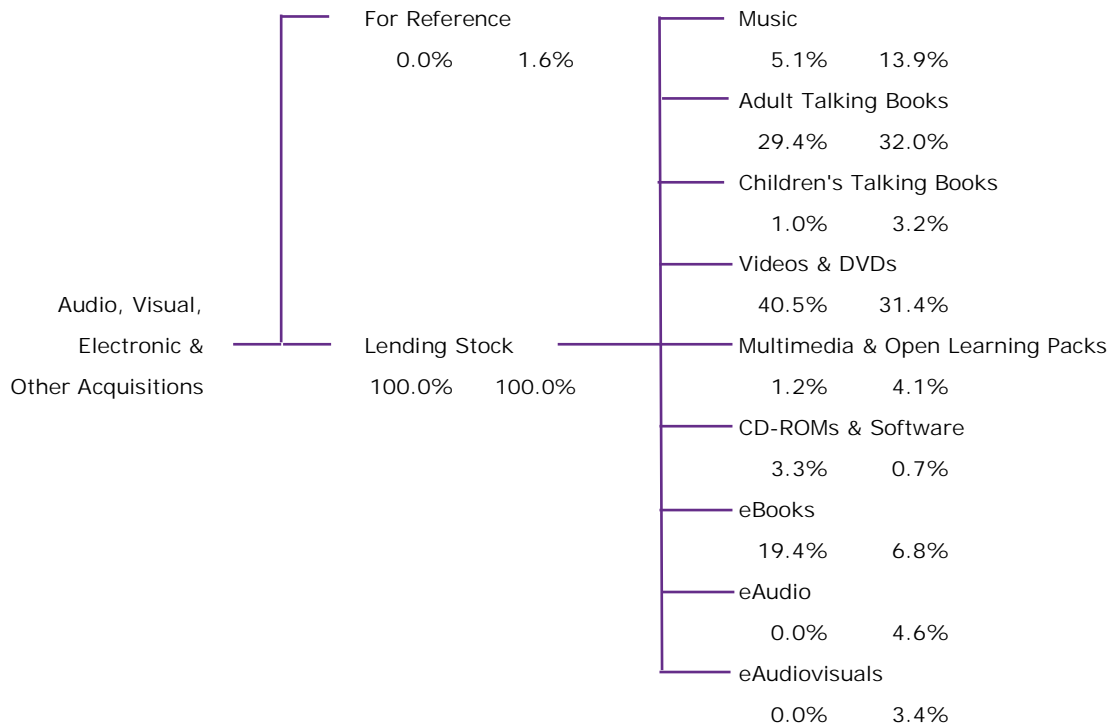 For Reference
0.0% 1.6%
Music
5.1% 13.9%
Adult Talking Books
29.4% 32.0%
Children's Talking Books
1.0% 3.2%
Videos & DVDs
40.5% 31.4%
Audio, Visual,
Electronic &
Other Acquisitions
Lending Stock
100.0% 100.0%
Multimedia & Open Learning Packs
1.2% 4.1%
CD-ROMs & Software
3.3% 0.7%
eBooks
19.4% 6.8%
eAudio
0.0% 4.6%
eAudiovisuals
0.0% 3.4%